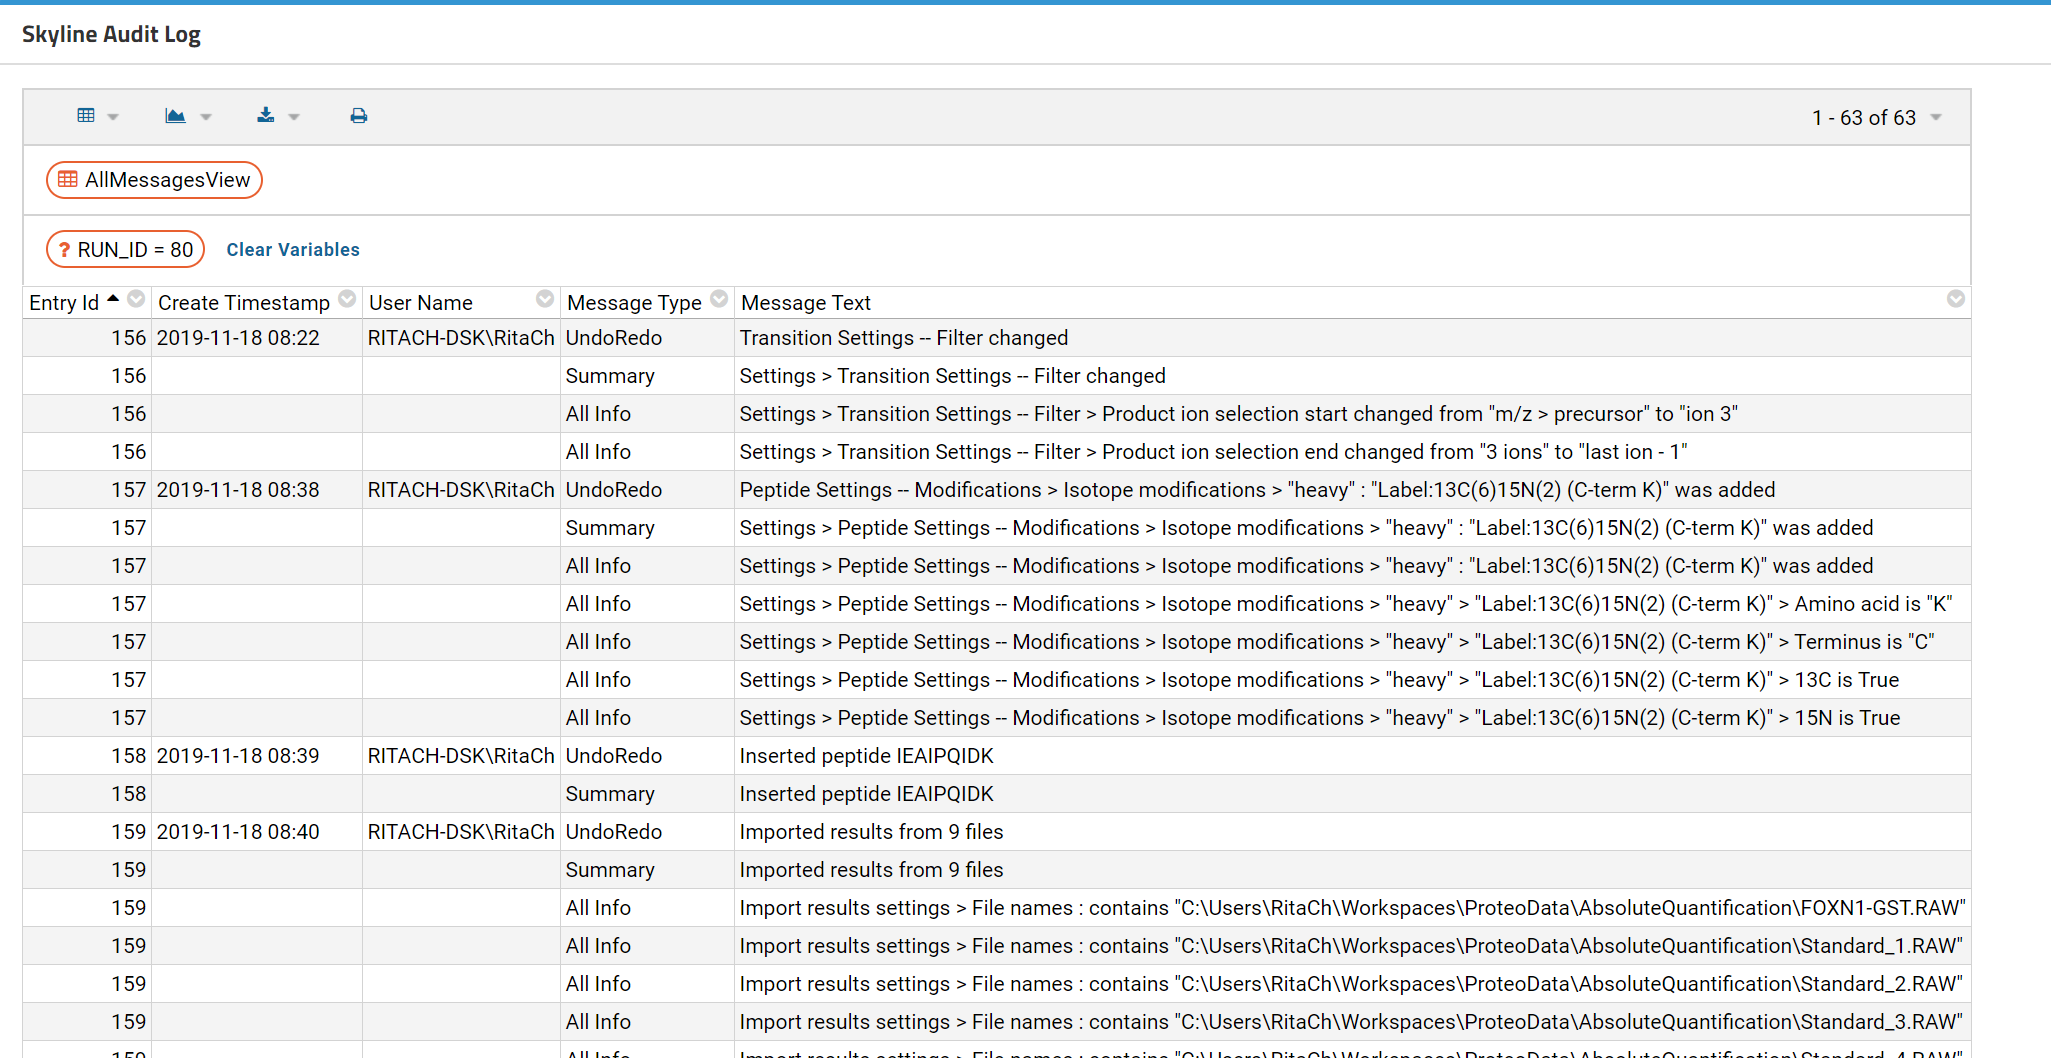 Skyline Audit Log
1 - 63 of 63
AllMessagesView
? RUN_ID = 80 Clear Variables
Entry Id Create Timestamp User Name Message Type Message Text
156 2019-11-18 08:22 RITACH-DSK\RitaCh UndoRedo Transition Settings -- Filter changed
156 Summary Settings > Transition Settings -- Filter changed
156 All Info Settings > Transition Settings -- Filter > Product ion selection start changed from "m/z > precursor" to "ion 3"
156 All Info Settings > Transition Settings -- Filter > Product ion selection end changed from "3 ions" to "last ion - 1"
157 2019-11-18 08:38 RITACH-DSK\RitaCh UndoRedo Peptide Settings -- Modifications > Isotope modifications > "heavy" : "Label:13C(6)15N(2) (C-term K)" was added
157 Summary Settings > Peptide Settings -- Modifications > Isotope modifications > "heavy" : "Label:13C(6)15N(2) (C-term K)" was added
157 All Info Settings > Peptide Settings -- Modifications > Isotope modifications > "heavy" : "Label:13C(6)15N(2) (C-term K)" was added
157 All Info Settings > Peptide Settings -- Modifications > Isotope modifications > "heavy" > "Label:13C(6)15N(2) (C-term K)" > Amino acid is "K"
157 All Info Settings > Peptide Settings -- Modifications > Isotope modifications > "heavy" > "Label:13C(6)15N(2) (C-term K)" > Terminus is "C"
157 All Info Settings > Peptide Settings -- Modifications > Isotope modifications > "heavy" > "Label:13C(6)15N(2) (C-term K)" > 13C is True
157 All Info Settings > Peptide Settings -- Modifications > Isotope modifications > "heavy" > "Label:13C(6)15N(2) (C-term K)" > 15N is True
158 2019-11-18 08:39 RITACH-DSK\RitaCh UndoRedo Inserted peptide IEAIPQIDK
158 Summary Inserted peptide IEAIPQIDK
159 2019-11-18 08:40 RITACH-DSK\RitaCh UndoRedo Imported results from 9 files
159 Summary Imported results from 9 files
159 All Info Import results settings > File names : contains "C:\Users\RitaCh\Workspaces\ProteoData\AbsoluteQuantification\FOXN1-GST.RAW"
159 All Info Import results settings > File names : contains "C:\Users\RitaCh\Workspaces\ProteoData\AbsoluteQuantification\Standard_1.RAW"
159 All Info Import results settings > File names : contains "C:\Users\RitaCh\Workspaces\ProteoData\AbsoluteQuantification\Standard_2.RAW"
159 All Info Import results settings > File names : contains "C:\Users\RitaCh\Workspaces\ProteoData\AbsoluteQuantification\Standard_3.RAW"